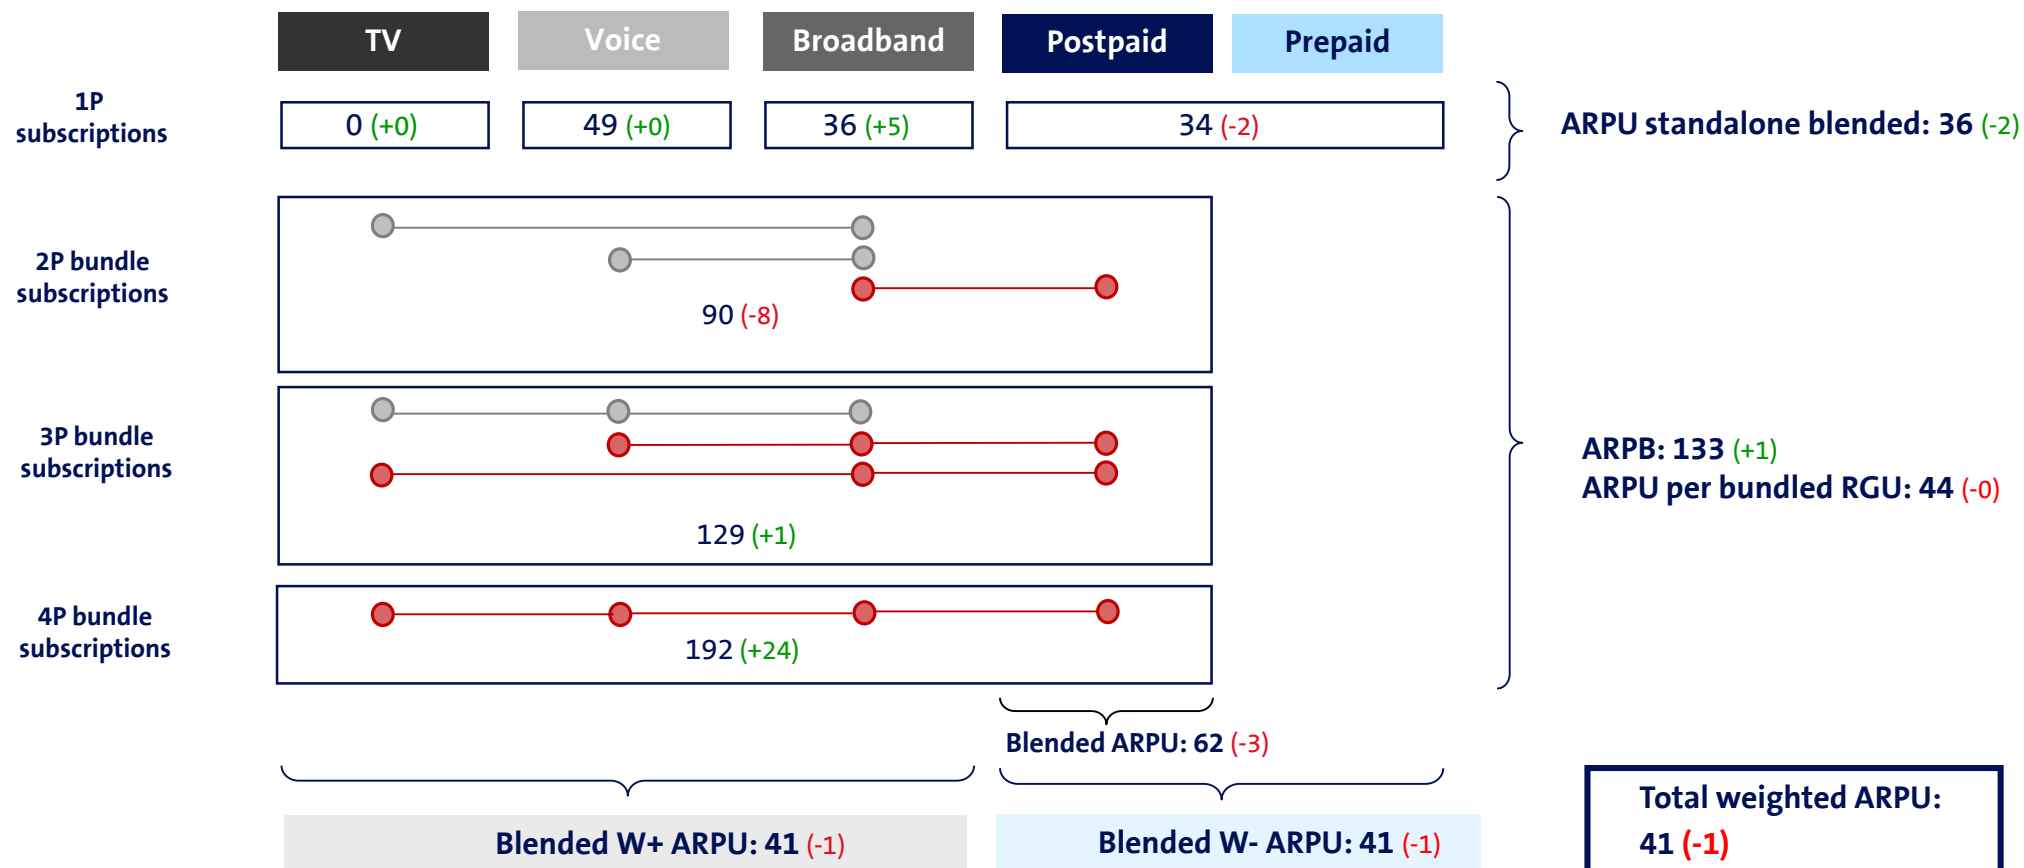 TV
Voice
Broadband
Postpaid
Prepaid
1P
subscriptions
0 (+0)
49 (+0)
36 (+5)
34 (-2)
ARPU standalone blended: 36 (-2)
2P bundle
subscriptions
90 (-8)
3P bundle
subscriptions
129 (+1)
ARPB: 133 (+1)
ARPU per bundled RGU: 44 (-0)
4P bundle
subscriptions
192 (+24)
Blended ARPU: 62 (-3)
Blended W+ ARPU: 41 (-1)
Blended W- ARPU: 41 (-1)
Total weighted ARPU:
41 (-1)